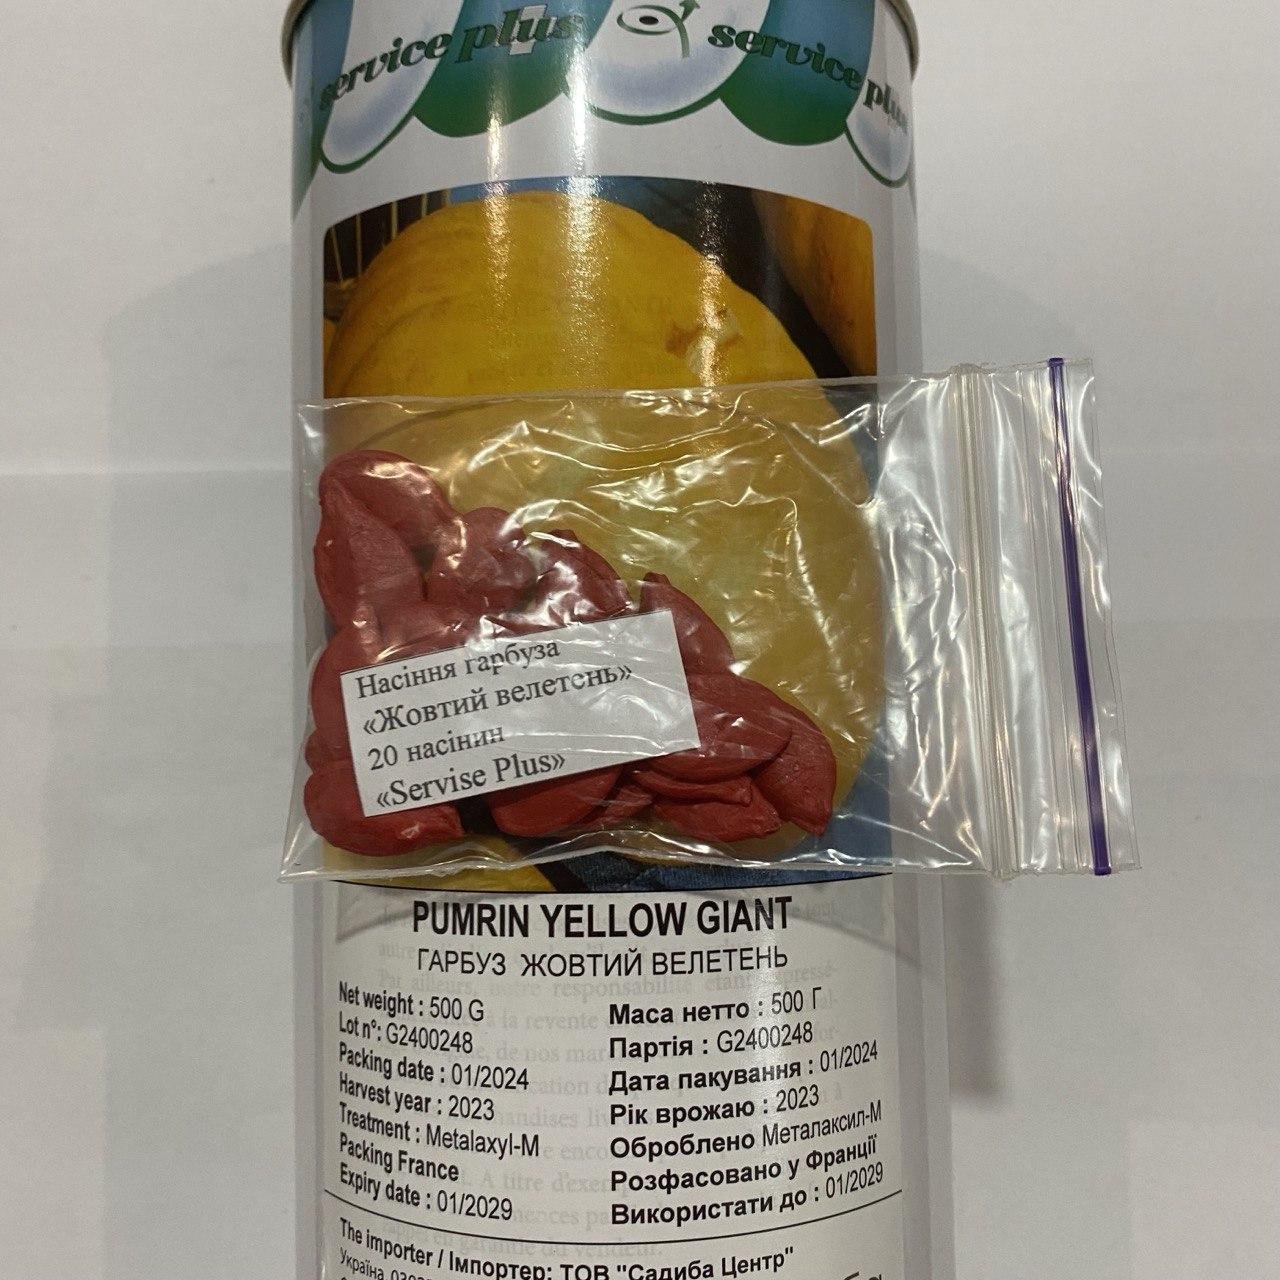 service plus service plus
Насіння гарбуза
«Жовтий велетень»
20 насінин
«Servise Plus»
PUMRIN YELLOW GIANT
ГАРБУЗ ЖОВТИЙ ВЕЛЕТЕНЬ
Net weight : 500 G
Lot n°: G2400248
Packing date : 01/2024
Harvest year : 2023
Treatment : Metalaxyl-M
Packing France
Expiry date : 01/2029
Маса нетто : 500 Г
Партія : G2400248
Дата пакування : 01/2024
Рік врожаю : 2023
Оброблено Металаксил-М
Розфасовано у Франції
Використати до : 01/2029
The importer / Імпортер: ТОВ "Садиба Центр"
Україна